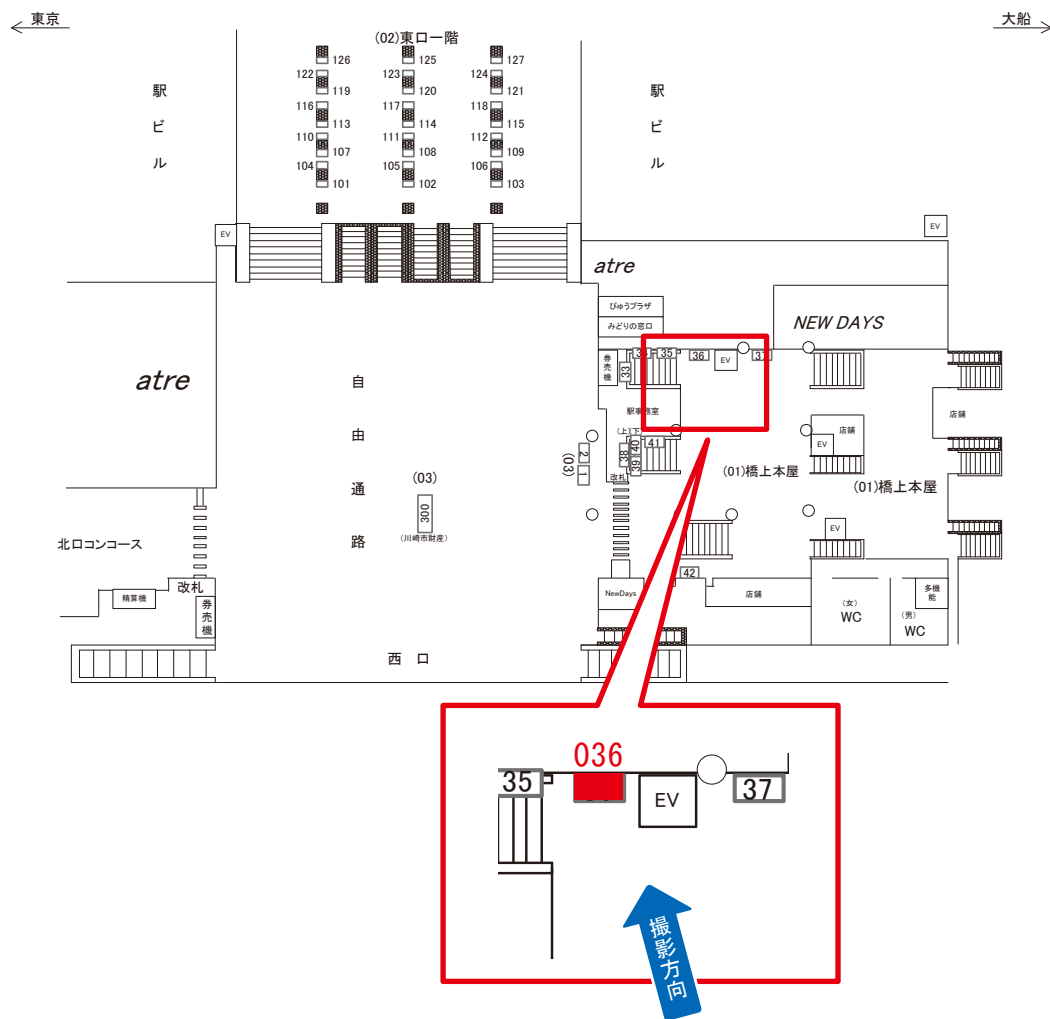 東京
大船
(02)東口一階
126
125
127
122
123
124
119
120
121
116
117
118
113
114
115
110
111
112
107
108
109
104
105
106
101
102
103
駅ビル
駅ビル
EV
EV
atre
びゅうプラザ
みどりの窓口
NEW DAYS
atre
券売機
33
34
35
36
EV
37
自由通路
駅事務室
(上)(下)
38
39
40
41
店舗
EV
店舗
(03)
2
1
改札
(01)橋上本屋
(01)橋上本屋
(03)
300
(川崎市財産)
北口コンコース
EV
改札
精算機
券売機
NewDays
42
店舗
(女)
WC
(男)
WC
多機能
西口
036
35
EV
37
撮影方向